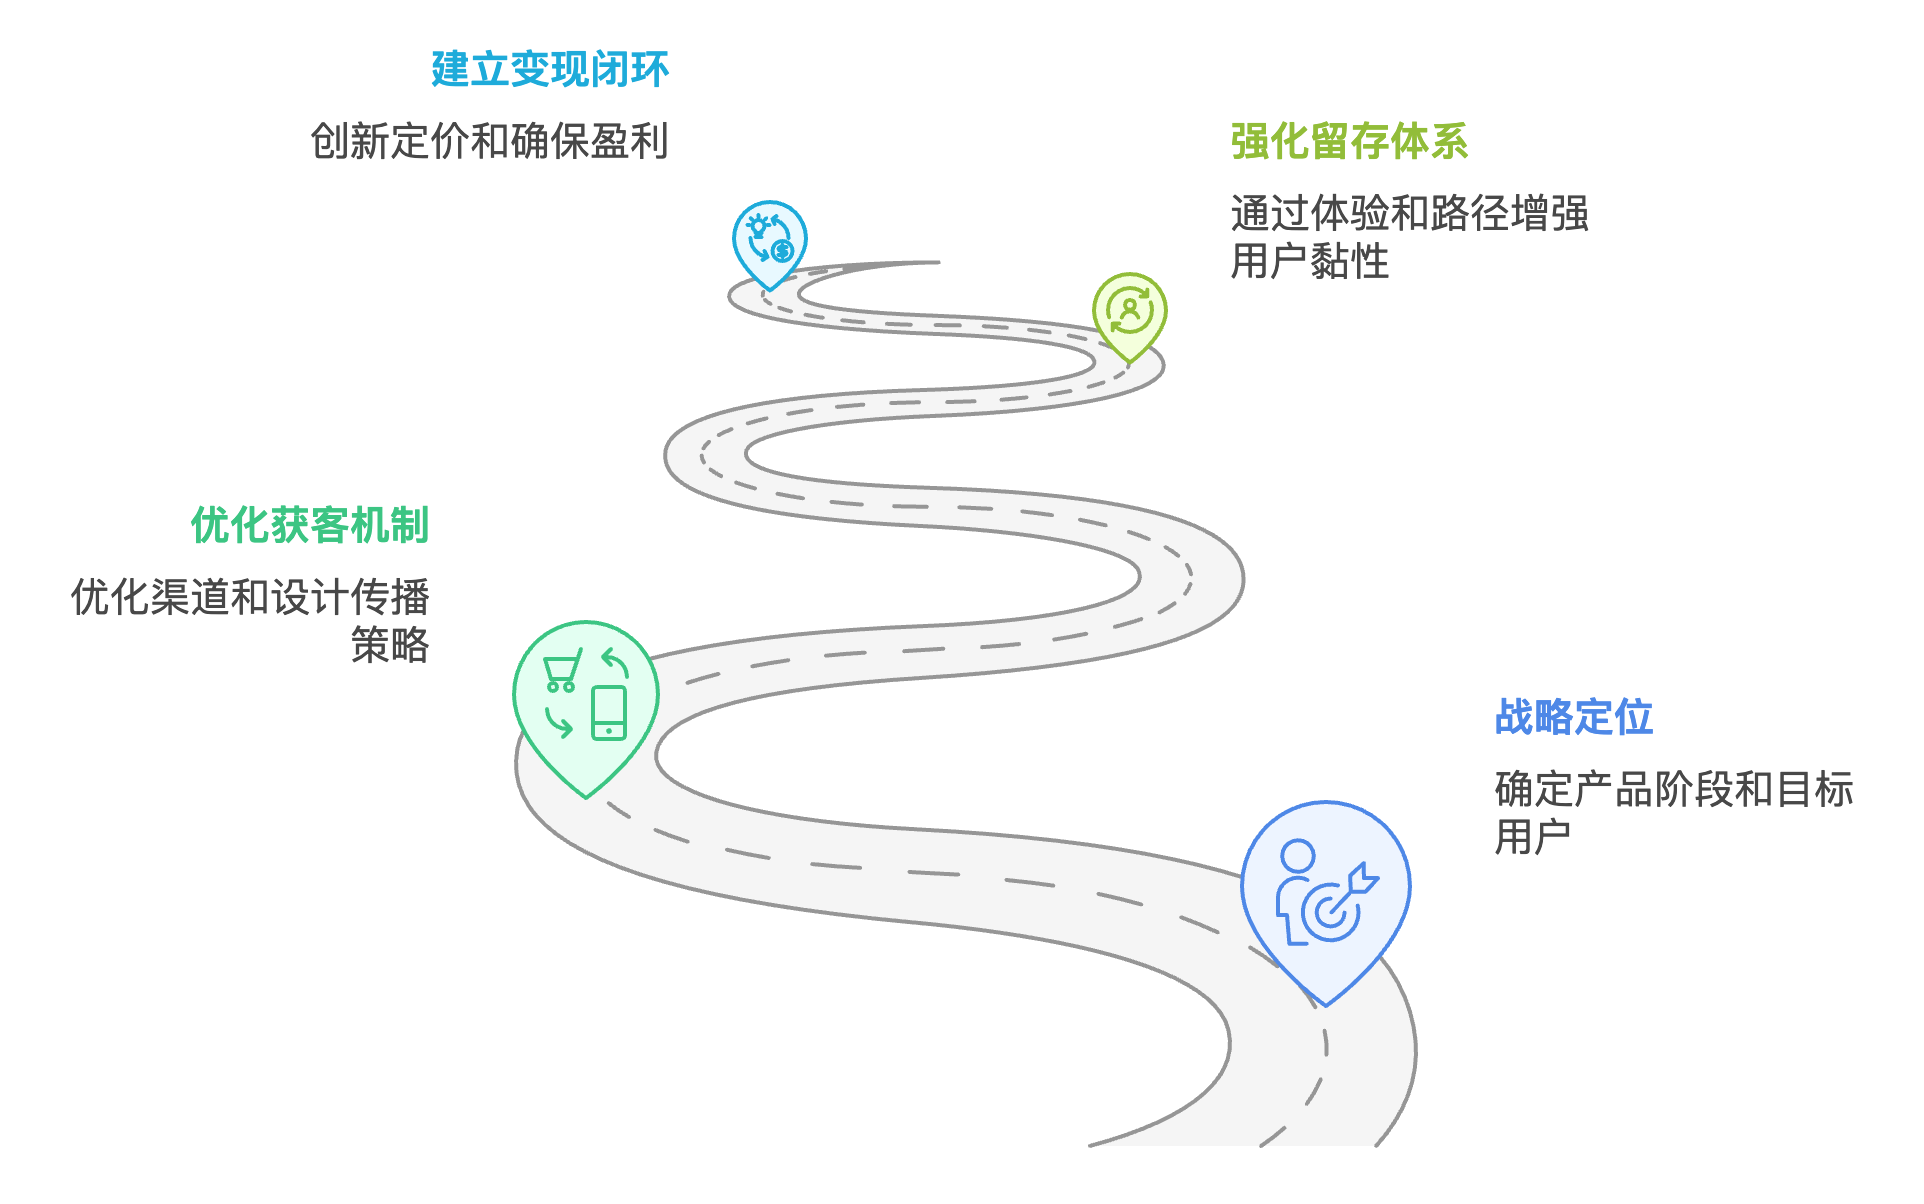 建立变现闭环
创新定价和确保盈利
强化留存体系
通过体验和路径增强
用户黏性
优化获客机制
优化渠道和设计传播
策略
战略定位
确定产品阶段和目标
用户